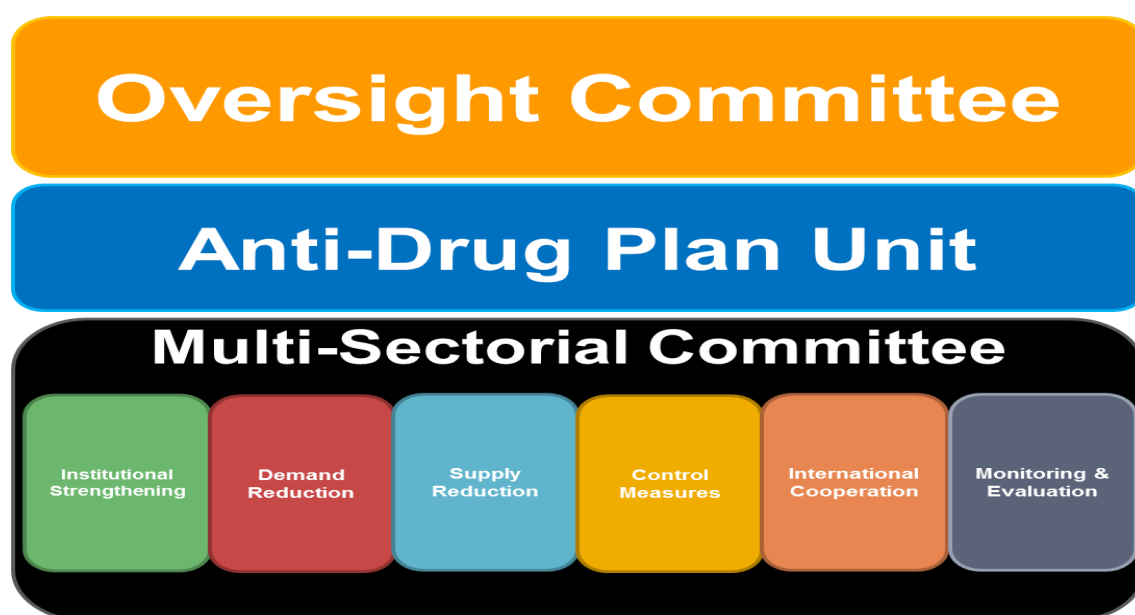 Oversight Committee
Anti-Drug Plan Unit
Multi-Sectorial Committee
Institutional
Strengthening
Demand
Reduction
Supply
Reduction
Control
Measures
International
Cooperation
Monitoring &
Evaluation